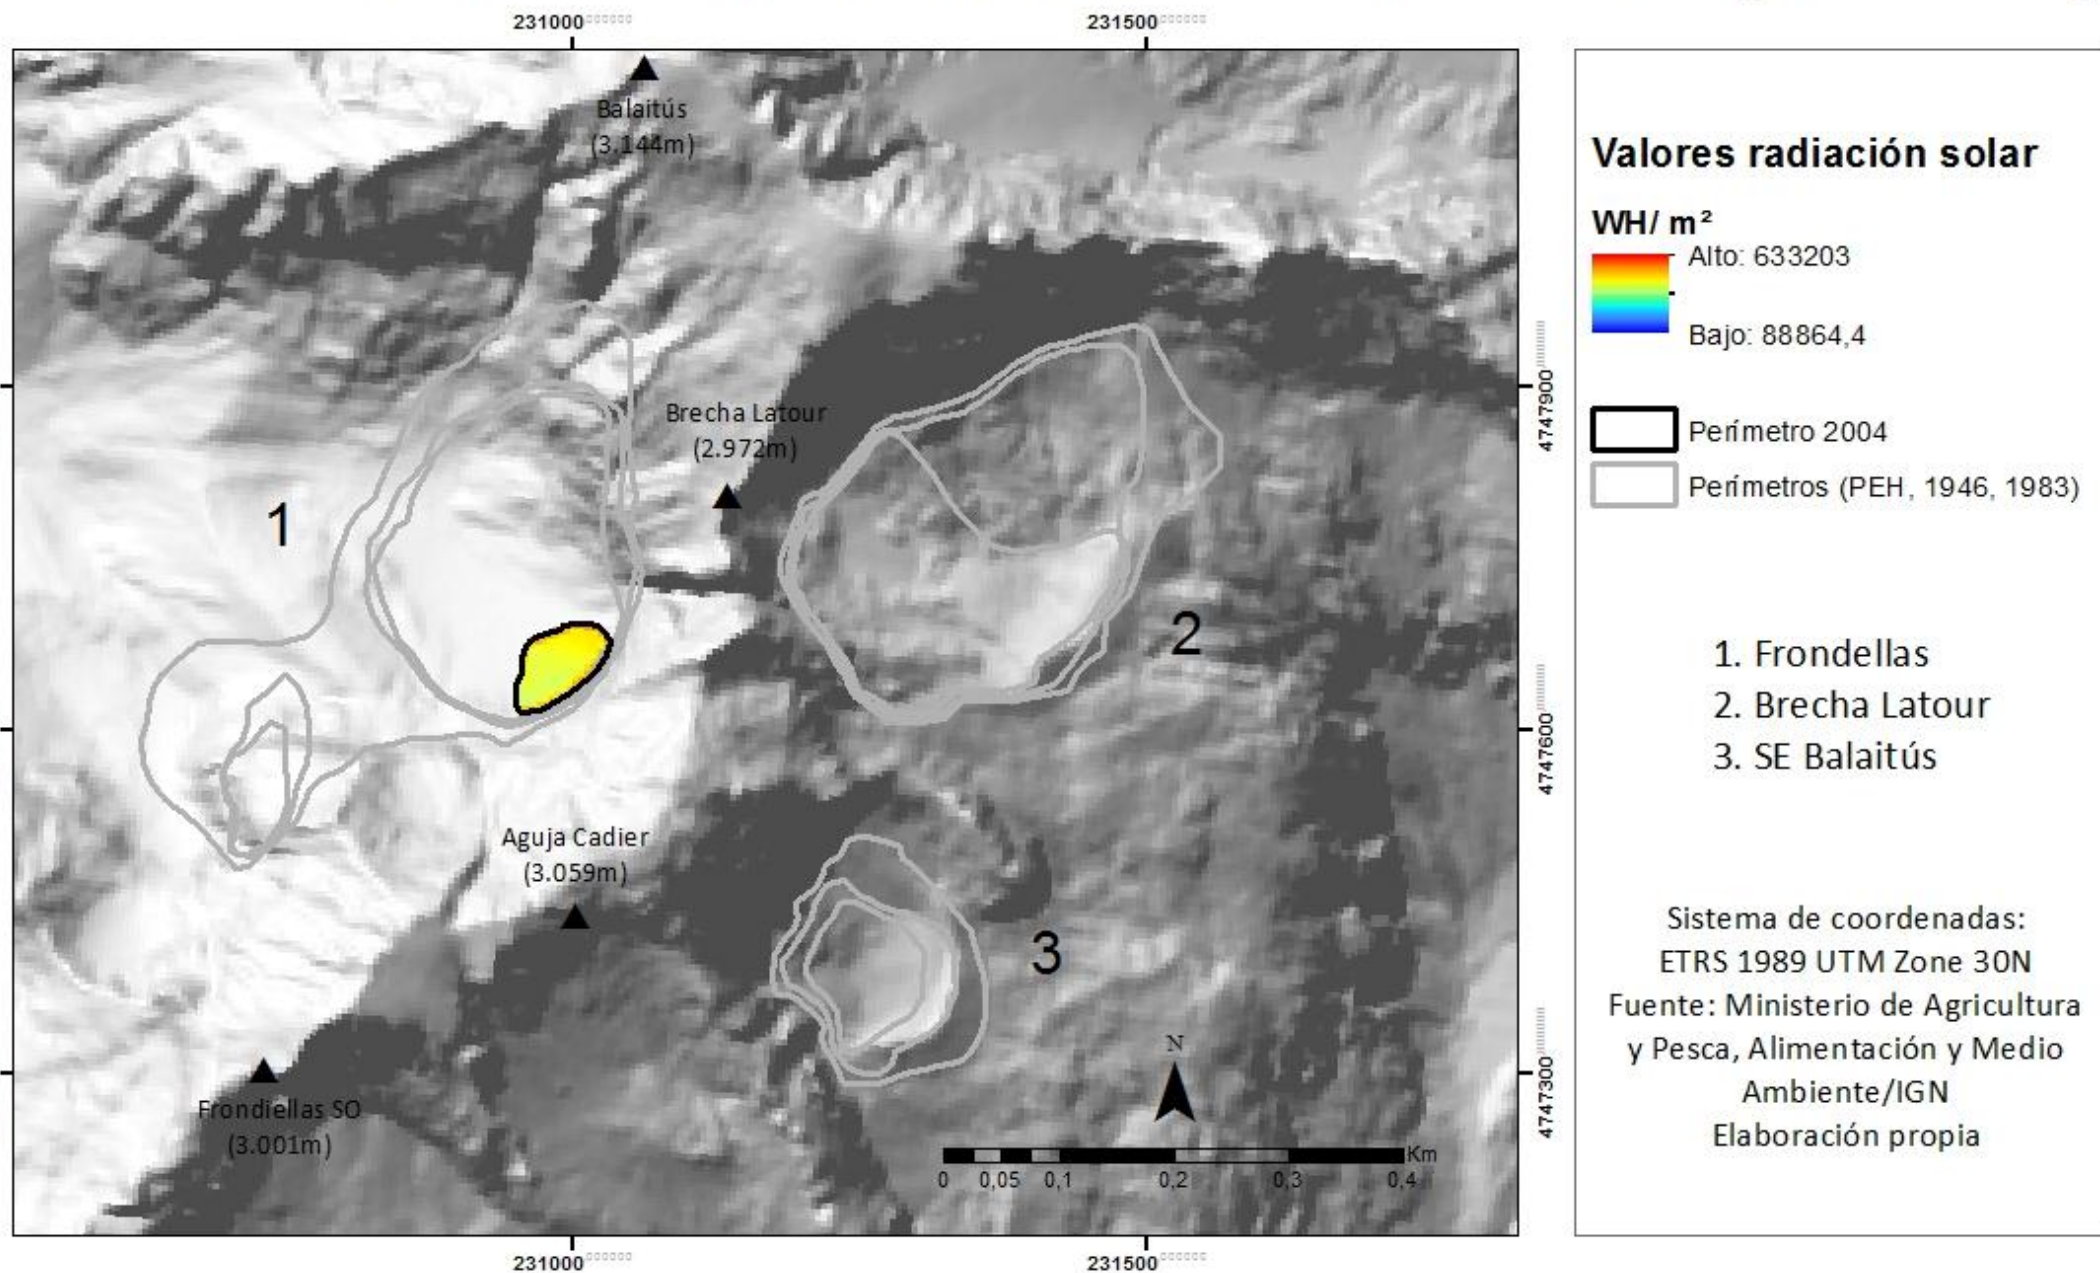 231000
231500
Balaitús
(3.144m)
Brecha Latour
(2.972m)
1
2
Aguja Cadier
(3.059m)
3
Frondiellas SO
(3.001m)
N
Km
0 0,05 0,1 0,2 0,3 0,4
4747900
4747600
4747300
231000
231500
Valores radiación solar
WH/ m²
Alto: 633203
Bajo: 88864,4
Perímetro 2004
Perímetros (PEH, 1946, 1983)
1. Frondellas
2. Brecha Latour
3. SE Balaitús
Sistema de coordenadas:
ETRS 1989 UTM Zone 30N
Fuente: Ministerio de Agricultura
y Pesca, Alimentación y Medio
Ambiente/IGN
Elaboración propia